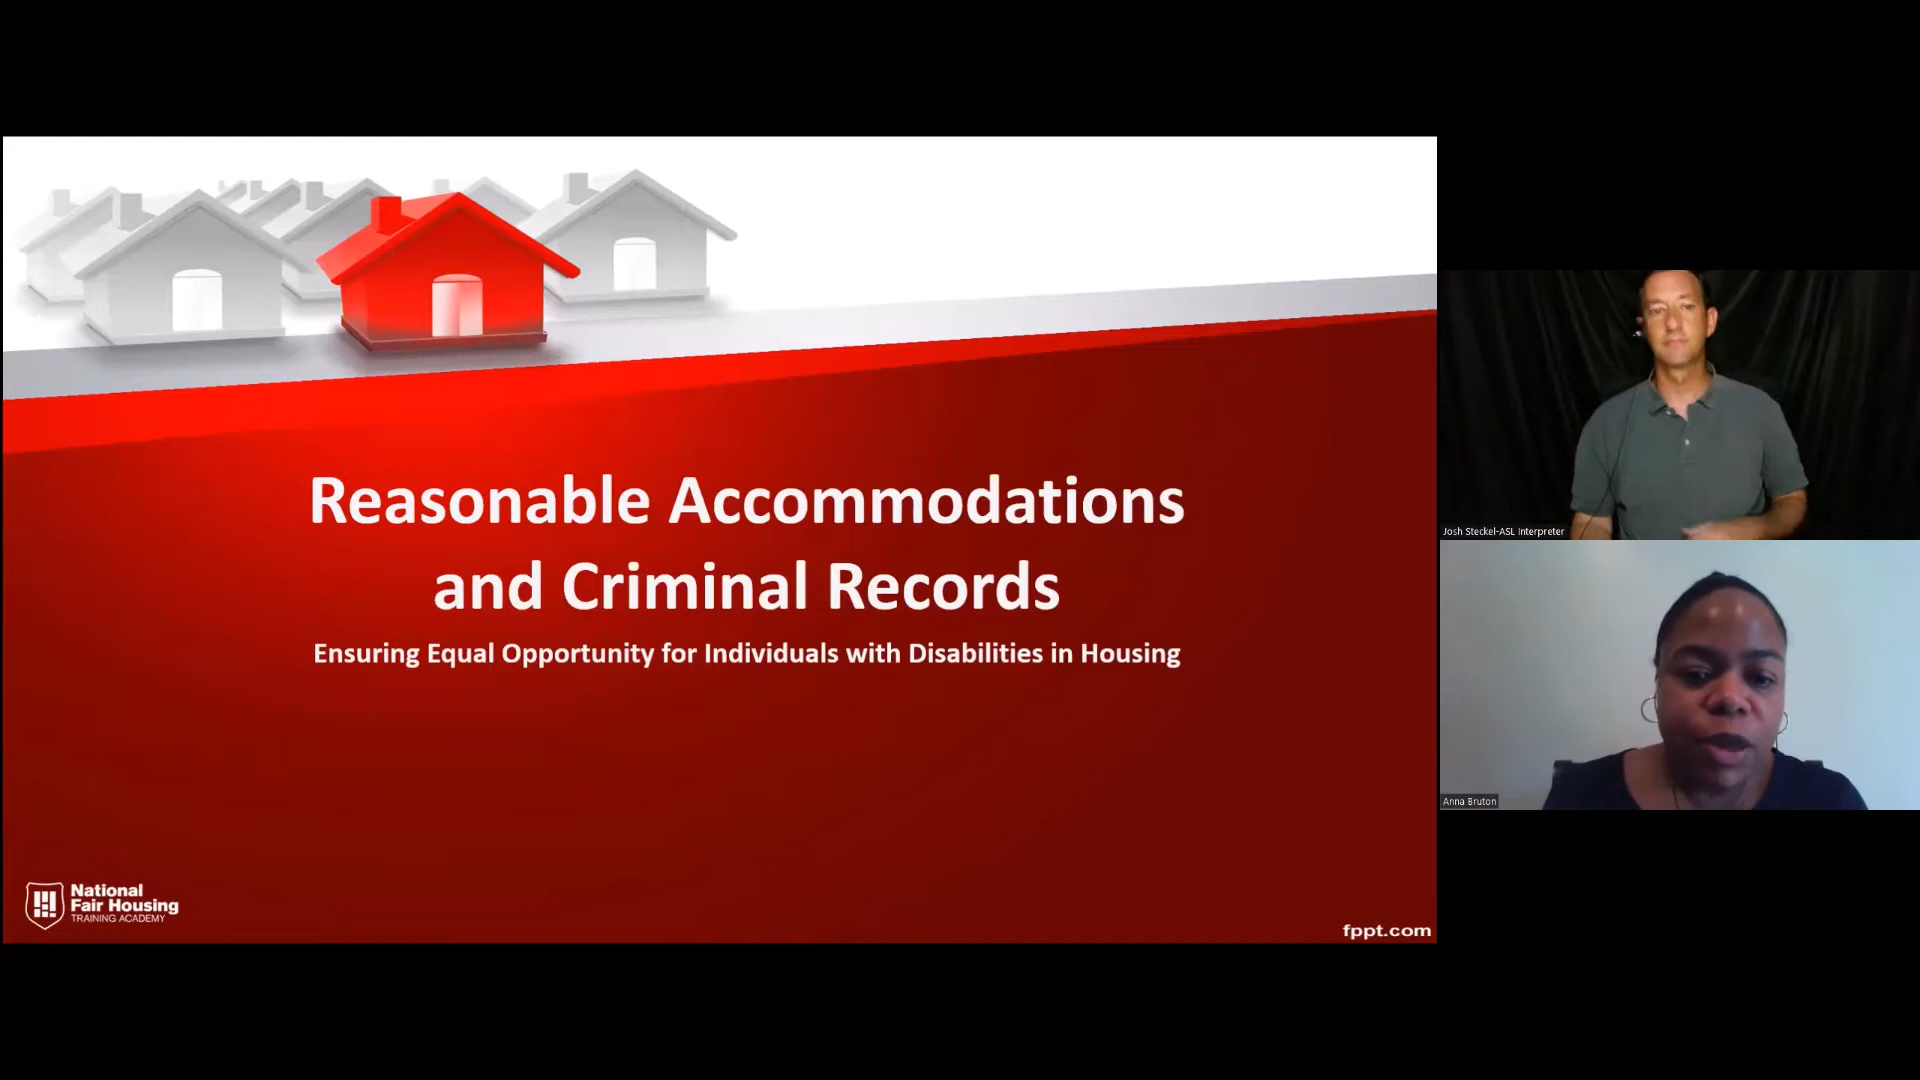 Reasonable Accommodations
and Criminal Records
Ensuring Equal Opportunity for Individuals with Disabilities in Housing
National
Fair Housing
TRAINING ACADEMY
fppt.com
Josh Steckel-ASL Interpreter
Anna Bruton